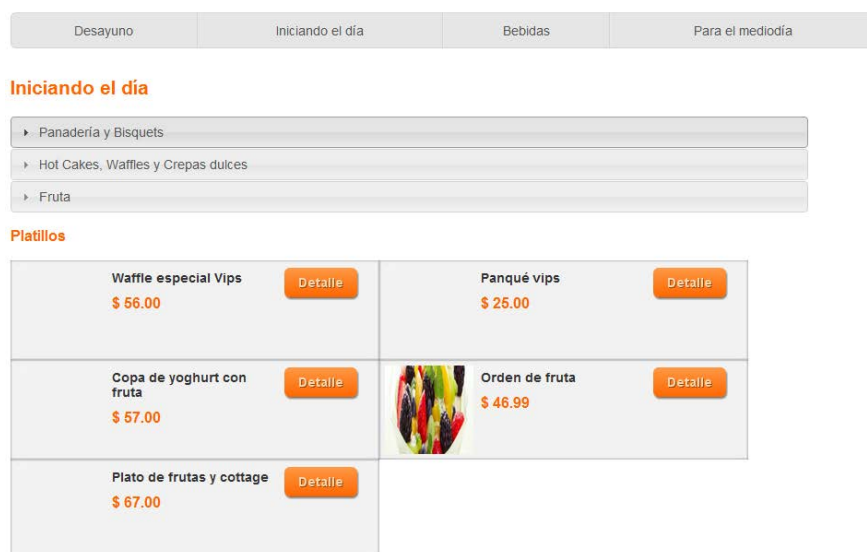 Desayuno Iniciando el día Bebidas Para el mediodía
Iniciando el día
Panadería y Bisquets
Hot Cakes, Waffles y Crepas dulces
Fruta
Platillos
Waffle especial Vips
$ 56.00
Detalle
Panqué vips
$ 25.00
Detalle
Copa de yoghurt con
fruta
$ 57.00
Detalle
Orden de fruta
$ 46.99
Detalle
Plato de frutas y cottage
$ 67.00
Detalle